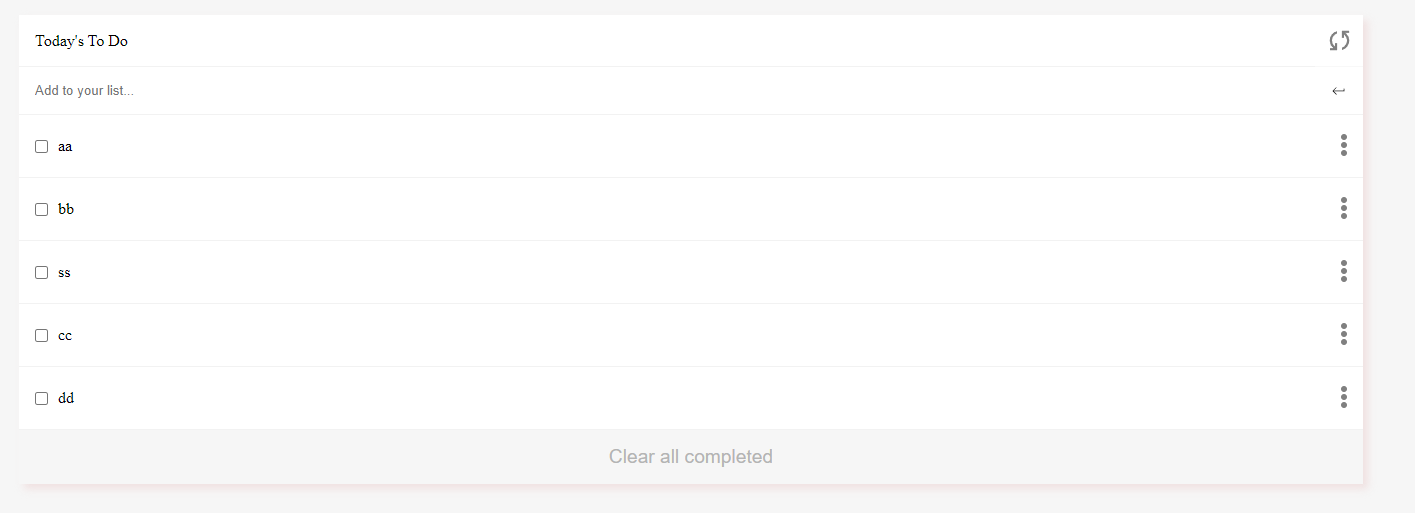 Today's To Do
Add to your list...
aa
bb
ss
cc
dd
Clear all completed